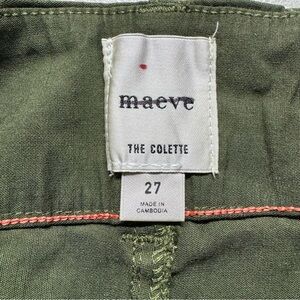 maeve
THE COLETTE
27
MADE IN
CAMBODIA